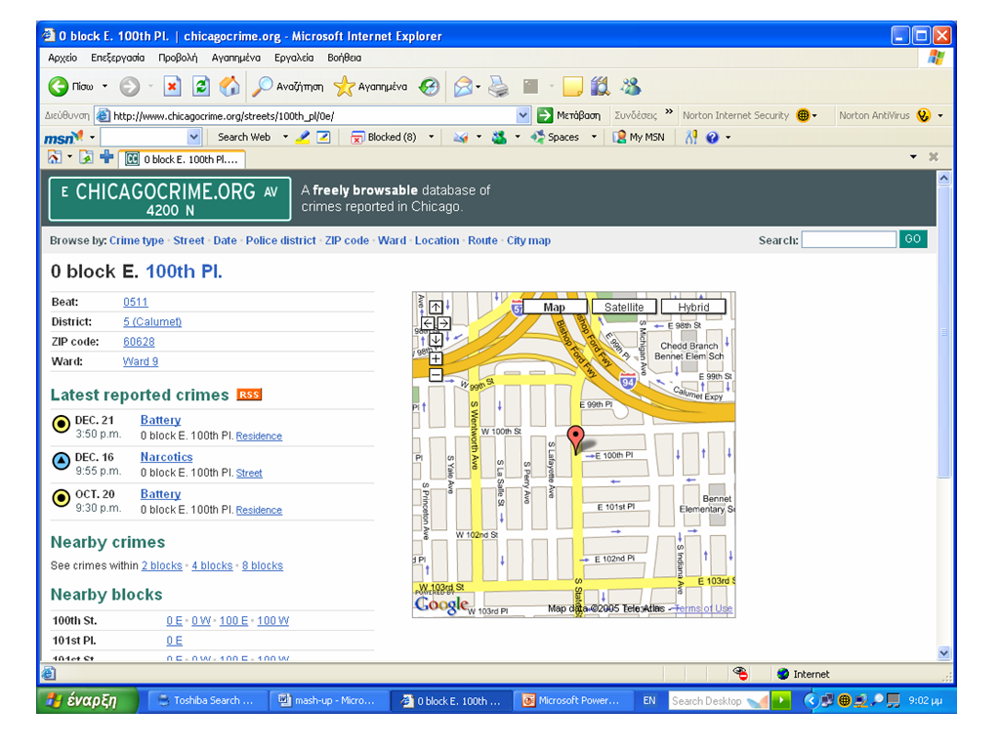 0 block E. 100th Pl. | chicagocrime.org - Microsoft Internet Explorer
Αρχείο Επεξεργασία Προβολή Αγαπημένα Εργαλεία Βοήθεια
Πίσω Αναζήτηση Αγαπημένα
Διεύθυνση http://www.chicagocrime.org/streets/100th_pl/0e/ Μετάβαση Συνδέσεις » Norton Internet Security Norton AntiVirus
msn Search Web Blocked (8) Spaces My MSN
0 block E. 100th Pl....
E CHICAGOCRIME.ORG AV
4200 N
A freely browsable database of
crimes reported in Chicago.
Browse by: Crime type · Street · Date · Police district · ZIP code · Ward · Location · Route · City map Search: GO
0 block E. 100th Pl.
Beat: 0511
District: 5 (Calumet)
ZIP code: 60628
Ward: Ward 9
Latest reported crimes RSS
DEC. 21 Battery
3:50 p.m. 0 block E. 100th Pl. Residence
DEC. 16 Narcotics
9:55 p.m. 0 block E. 100th Pl. Street
OCT. 20 Battery
9:30 p.m. 0 block E. 100th Pl. Residence
Nearby crimes
See crimes within 2 blocks · 4 blocks · 8 blocks
Nearby blocks
100th St. 0 E · 0 W · 100 E · 100 W
101st Pl. 0 E
101st St. 0 E · 0 W · 100 E · 100 W
Map Satellite Hybrid
57
E 98th St
S Michigan Ave
Bishop Ford Fwy
Bishop Ford Fwy
E 99th Pl
Chedd Branch
Bennet Elem Sch
94
E 99th St
Calumet Expy
W 99th St
E 99th Pl
W 100th St
E 100th Pl
S Wentworth Ave
S Yale Ave
S La Salle St
S Perry Ave
S Lafayette Ave
S Princeton Ave
E 101st Pl
Bennet
Elementary S
W 102nd St
E 102nd Pl
S Indiana Ave
W 103rd St
E 103rd S
S State
POWERED BY
Google
W 103rd Pl
Map data ©2005 Tele Atlas - Terms of Use
Internet
έναρξη Toshiba Search ... mash-up - Micro... 0 block E. 100th ... Microsoft Power... EN Search Desktop 9:02 μμ